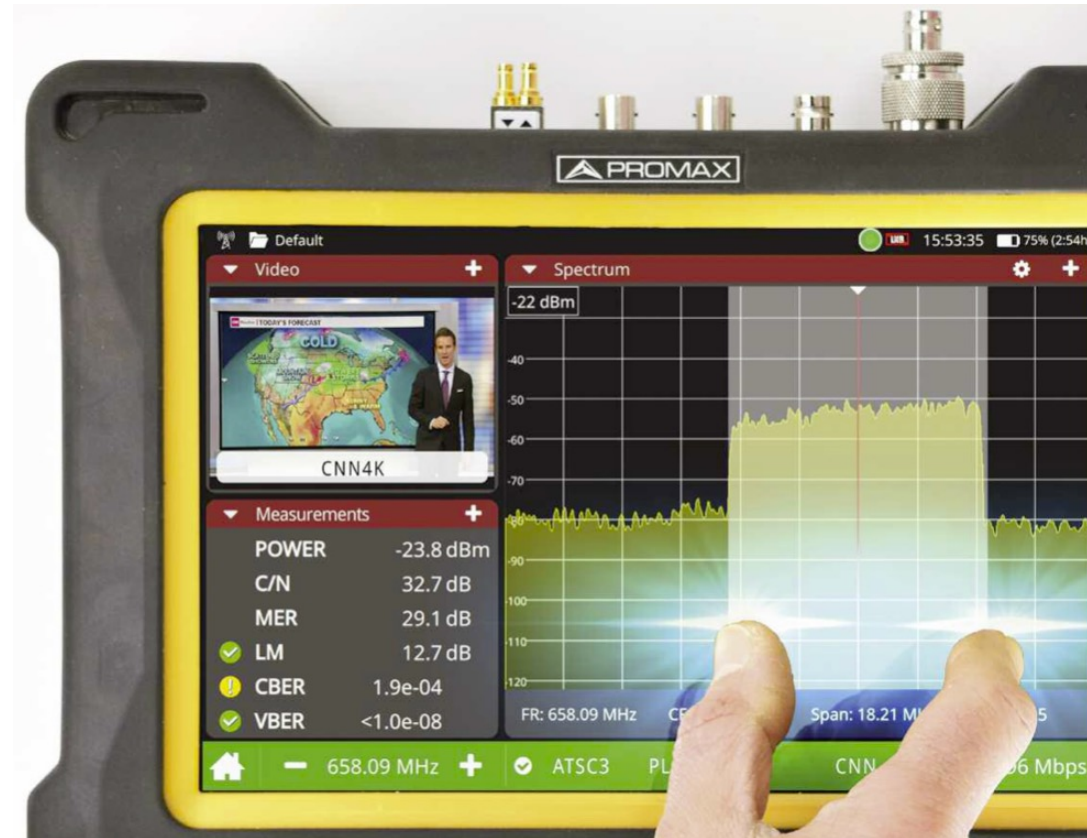 PROMAX
Default
15:53:35
75% (2:54h
Video
TODAY'S FORECAST
COLD
CNN4K
Spectrum
-22 dBm
-40
-50
-60
-70
-80
-90
-100
-110
-120
Measurements
POWER -23.8 dBm
C/N 32.7 dB
MER 29.1 dB
LM 12.7 dB
CBER 1.9e-04
VBER <1.0e-08
FR: 658.09 MHz
Span: 18.21
658.09 MHz
ATSC3
CNN
Mbps